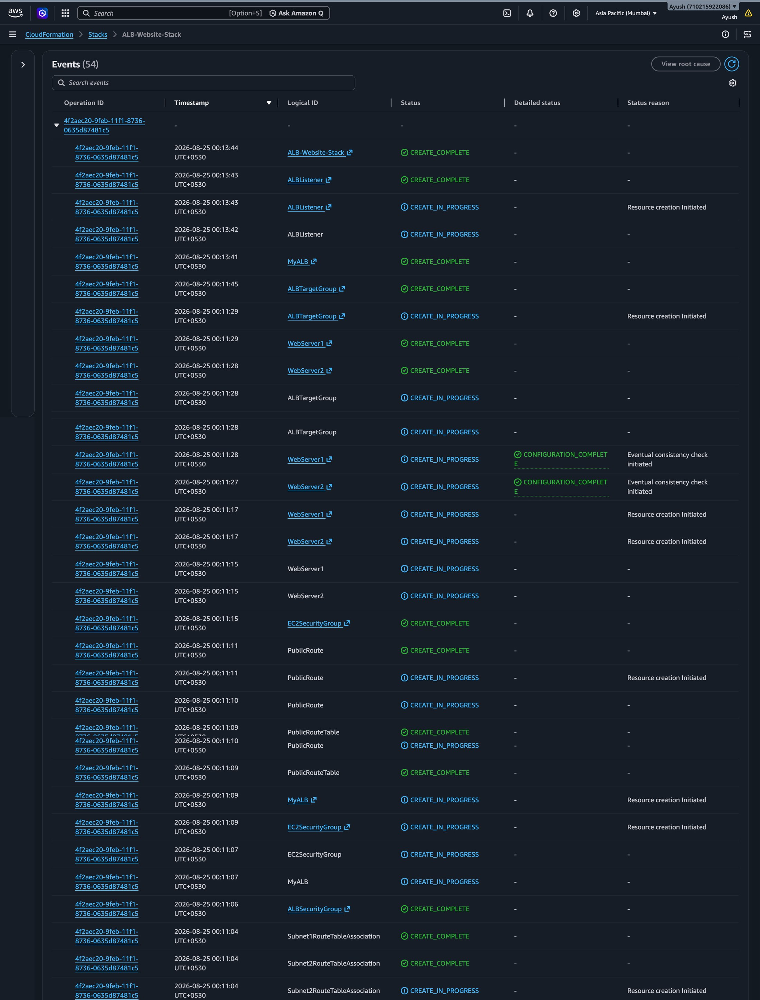 aws
Search [Option+S] Ask Amazon Q
Asia Pacific (Mumbai)
Ayush (710215922086)
Ayush
CloudFormation > Stacks > ALB-Website-Stack
Events (54)
View root cause
Search events
Operation ID Timestamp Logical ID Status Detailed status Status reason
4f2aec20-9feb-11f1-8736- - - - - -
0635d87481c5
4f2aec20-9feb-11f1- 2026-08-25 00:13:44 ALB-Website-Stack CREATE_COMPLETE - -
8736-0635d87481c5 UTC+0530
4f2aec20-9feb-11f1- 2026-08-25 00:13:43 ALBListener CREATE_COMPLETE - -
8736-0635d87481c5 UTC+0530
4f2aec20-9feb-11f1- 2026-08-25 00:13:43 ALBListener CREATE_IN_PROGRESS - Resource creation Initiated
8736-0635d87481c5 UTC+0530
4f2aec20-9feb-11f1- 2026-08-25 00:13:42 ALBListener CREATE_IN_PROGRESS - -
8736-0635d87481c5 UTC+0530
4f2aec20-9feb-11f1- 2026-08-25 00:13:41 MyALB CREATE_COMPLETE - -
8736-0635d87481c5 UTC+0530
4f2aec20-9feb-11f1- 2026-08-25 00:11:45 ALBTargetGroup CREATE_COMPLETE - -
8736-0635d87481c5 UTC+0530
4f2aec20-9feb-11f1- 2026-08-25 00:11:29 ALBTargetGroup CREATE_IN_PROGRESS - Resource creation Initiated
8736-0635d87481c5 UTC+0530
4f2aec20-9feb-11f1- 2026-08-25 00:11:29 WebServer1 CREATE_COMPLETE - -
8736-0635d87481c5 UTC+0530
4f2aec20-9feb-11f1- 2026-08-25 00:11:28 WebServer2 CREATE_COMPLETE - -
8736-0635d87481c5 UTC+0530
4f2aec20-9feb-11f1- 2026-08-25 00:11:28 ALBTargetGroup CREATE_IN_PROGRESS - -
8736-0635d87481c5 UTC+0530
4f2aec20-9feb-11f1- 2026-08-25 00:11:28 ALBTargetGroup CREATE_IN_PROGRESS - -
8736-0635d87481c5 UTC+0530
4f2aec20-9feb-11f1- 2026-08-25 00:11:28 WebServer1 CREATE_IN_PROGRESS CONFIGURATION_COMPLET Eventual consistency check
8736-0635d87481c5 UTC+0530 E initiated
4f2aec20-9feb-11f1- 2026-08-25 00:11:27 WebServer2 CREATE_IN_PROGRESS CONFIGURATION_COMPLET Eventual consistency check
8736-0635d87481c5 UTC+0530 E initiated
4f2aec20-9feb-11f1- 2026-08-25 00:11:17 WebServer1 CREATE_IN_PROGRESS - Resource creation Initiated
8736-0635d87481c5 UTC+0530
4f2aec20-9feb-11f1- 2026-08-25 00:11:17 WebServer2 CREATE_IN_PROGRESS - Resource creation Initiated
8736-0635d87481c5 UTC+0530
4f2aec20-9feb-11f1- 2026-08-25 00:11:15 WebServer1 CREATE_IN_PROGRESS - -
8736-0635d87481c5 UTC+0530
4f2aec20-9feb-11f1- 2026-08-25 00:11:15 WebServer2 CREATE_IN_PROGRESS - -
8736-0635d87481c5 UTC+0530
4f2aec20-9feb-11f1- 2026-08-25 00:11:15 EC2SecurityGroup CREATE_COMPLETE - -
8736-0635d87481c5 UTC+0530
4f2aec20-9feb-11f1- 2026-08-25 00:11:11 PublicRoute CREATE_COMPLETE - -
8736-0635d87481c5 UTC+0530
4f2aec20-9feb-11f1- 2026-08-25 00:11:11 PublicRoute CREATE_IN_PROGRESS - Resource creation Initiated
8736-0635d87481c5 UTC+0530
4f2aec20-9feb-11f1- 2026-08-25 00:11:10 PublicRoute CREATE_IN_PROGRESS - -
8736-0635d87481c5 UTC+0530
4f2aec20-9feb-11f1- 2026-08-25 00:11:09 PublicRouteTable CREATE_COMPLETE - -
4f2aec20-9feb-11f1- 2026-08-25 00:11:10 PublicRoute CREATE_IN_PROGRESS - -
8736-0635d87481c5 UTC+0530
4f2aec20-9feb-11f1- 2026-08-25 00:11:09 PublicRouteTable CREATE_COMPLETE - -
8736-0635d87481c5 UTC+0530
4f2aec20-9feb-11f1- 2026-08-25 00:11:09 MyALB CREATE_IN_PROGRESS - Resource creation Initiated
8736-0635d87481c5 UTC+0530
4f2aec20-9feb-11f1- 2026-08-25 00:11:09 EC2SecurityGroup CREATE_IN_PROGRESS - Resource creation Initiated
8736-0635d87481c5 UTC+0530
4f2aec20-9feb-11f1- 2026-08-25 00:11:07 EC2SecurityGroup CREATE_IN_PROGRESS - -
8736-0635d87481c5 UTC+0530
4f2aec20-9feb-11f1- 2026-08-25 00:11:07 MyALB CREATE_IN_PROGRESS - -
8736-0635d87481c5 UTC+0530
4f2aec20-9feb-11f1- 2026-08-25 00:11:06 ALBSecurityGroup CREATE_COMPLETE - -
8736-0635d87481c5 UTC+0530
4f2aec20-9feb-11f1- 2026-08-25 00:11:04 Subnet1RouteTableAssociation CREATE_COMPLETE - -
8736-0635d87481c5 UTC+0530
4f2aec20-9feb-11f1- 2026-08-25 00:11:04 Subnet2RouteTableAssociation CREATE_COMPLETE - -
8736-0635d87481c5 UTC+0530
4f2aec20-9feb-11f1- 2026-08-25 00:11:04 Subnet2RouteTableAssociation CREATE_IN_PROGRESS - Resource creation Initiated
8736-0635d87481c5 UTC+0530